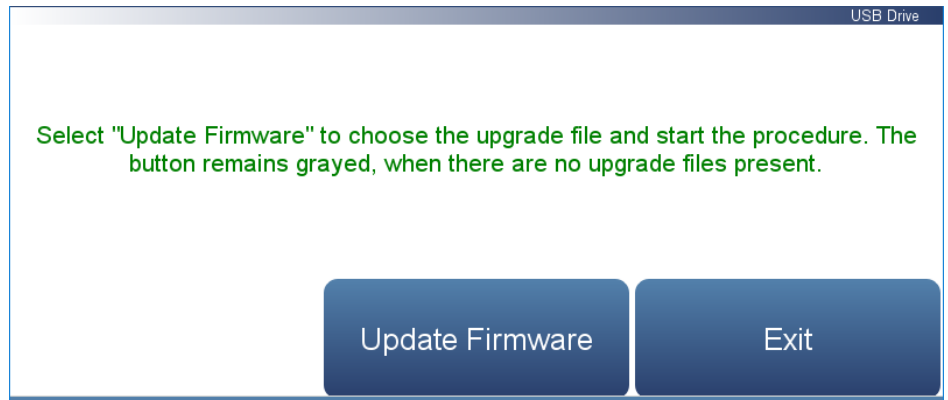 USB Drive
Select "Update Firmware" to choose the upgrade file and start the procedure. The
button remains grayed, when there are no upgrade files present.
Update Firmware
Exit